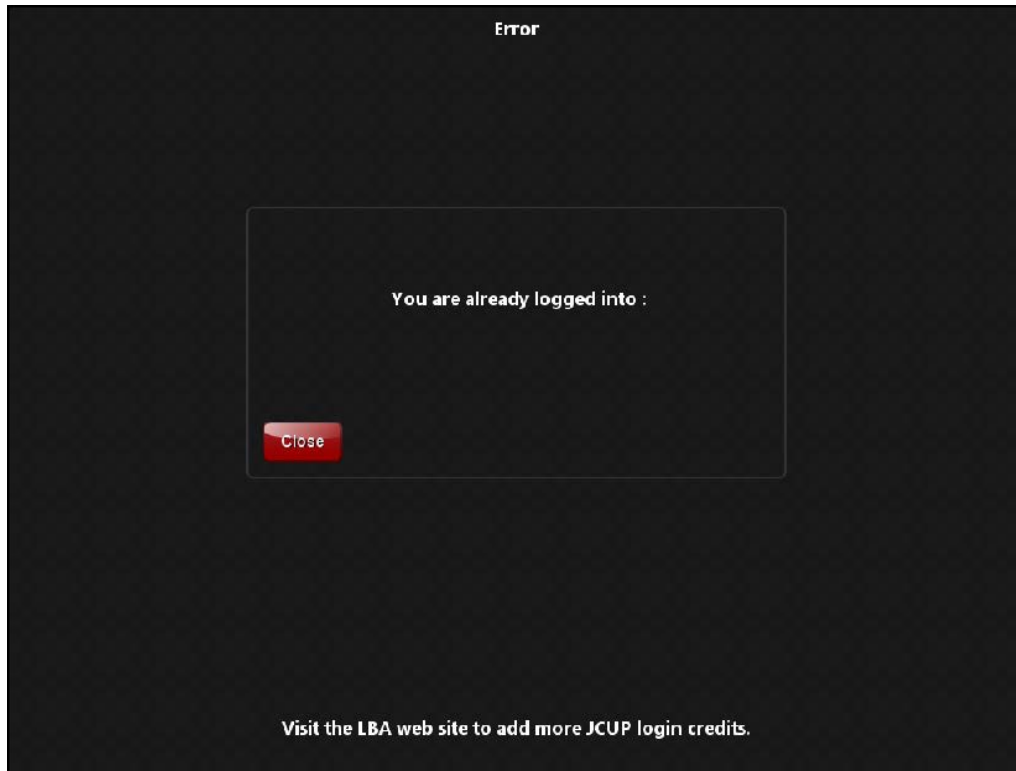 Error
You are already logged into :
Close
Visit the LBA web site to add more JCUP login credits.